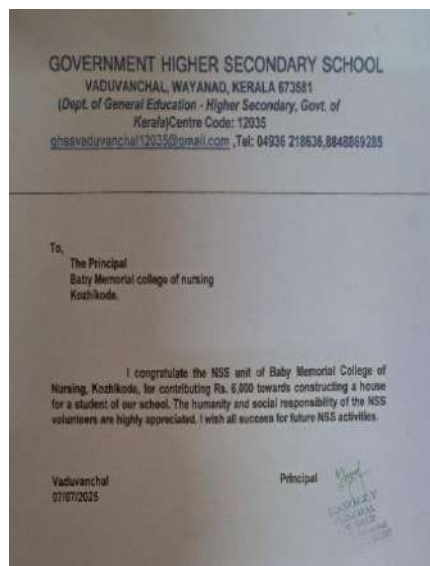 GOVERNMENT HIGHER SECONDARY SCHOOL
VADUVANCHAL, WAYANAD, KERALA 673581
(Dept. of General Education - Higher Secondary, Govt. of
Kerala)Centre Code: 12035
ghssvaduvanchal12035@gmail.com ,Tel: 04936 218636,8848869285
To,
The Principal
Baby Memorial college of nursing
Kozhikode.
I congratulate the NSS unit of Baby Memorial College of
Nursing, Kozhikode, for contributing Rs. 6,000 towards constructing a house
for a student of our school. The humanity and social responsibility of the NSS
volunteers are highly appreciated. I wish all success for future NSS activities.
Vaduvanchal
Principal
07/07/2025